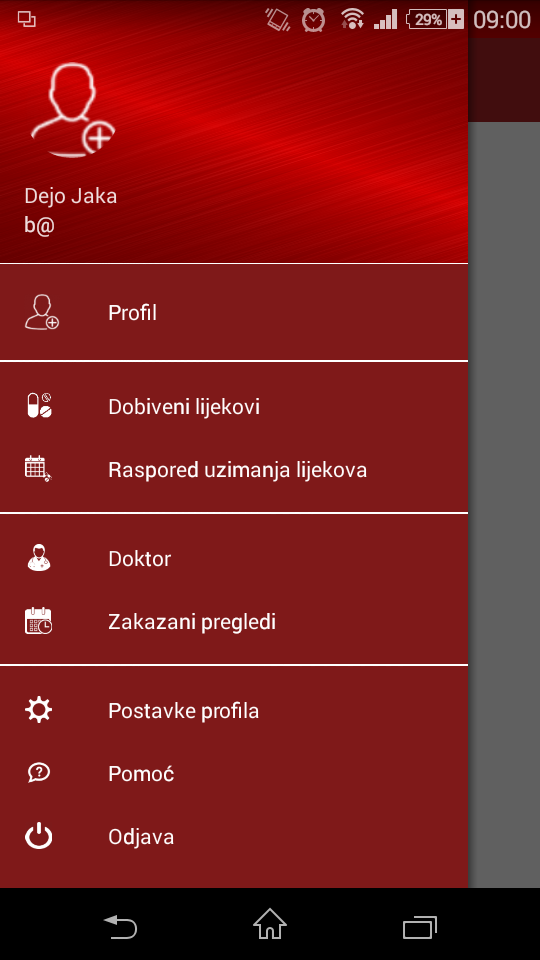 29%
09:00
Dejo Jaka
b@
Profil
Dobiveni lijekovi
Raspored uzimanja lijekova
Doktor
Zakazani pregledi
Postavke profila
Pomoć
Odjava